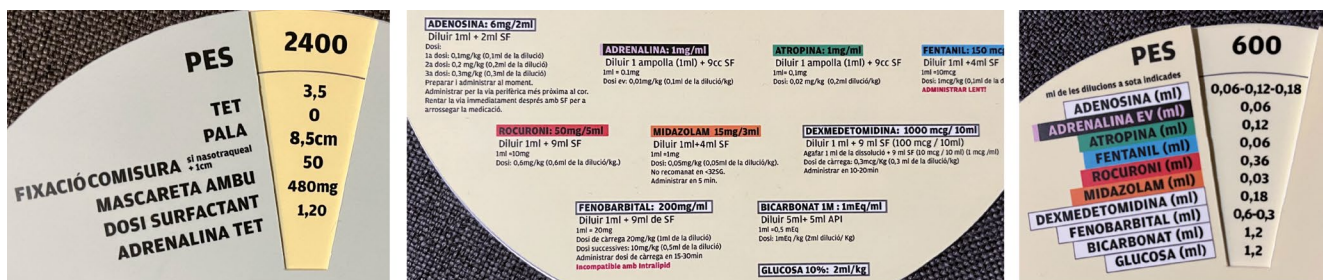 PES
2400
TET
3,5
PALA
0
FIXACIÓ COMISURA si nasotraqueal +1cm
8,5cm
MASCARETA AMBU
50
DOSI SURFACTANT
480mg
ADRENALINA TET
1,20
ADENOSINA: 6mg/2ml
Diluir 1ml + 2ml SF
Dosi:
1a dosi: 0,1mg/kg (0,1ml de la dilució)
2a dosi: 0,2 mg/kg (0,2ml de la dilució)
3a dosi: 0,3mg/kg (0,3ml de la dilució)
Preparar i administrar al moment.
Administrar per la via perifèrica més pròxima al cor.
Rentar la via immediatament després amb SF per a
arrossegar la medicació.
ADRENALINA: 1mg/ml
Diluir 1 ampolla (1ml) + 9cc SF
1ml= 0.1mg
Dosi ev: 0,01mg/kg (0,1ml de la dilució/kg)
ATROPINA: 1mg/ml
Diluir 1 ampolla (1ml) + 9cc SF
1ml= 0,1mg
Dosi: 0,02 mg/kg (0,2ml dilució/kg)
FENTANIL: 150 mc
Diluir 1ml +4ml SF
1ml =10mcg
Dosi: 1mcg/kg (0,1ml de la d
ADMINISTRAR LENT!
ROCURONI: 50mg/5ml
Diluir 1ml + 9ml SF
1ml =10mg
Dosi: 0,6mg/kg (0,6ml de dilució/kg.)
MIDAZOLAM 15mg/3ml
Diluir 1ml+4ml SF
1ml =1mg
Dosi: 0,05mg/kg (0,05ml de la dilució/kg).
No recomanat en <32SG.
Administrar en 5 min.
DEXMEDETOMIDINA: 1000 mcg/ 10ml
Diluir 1 ml + 9 ml SF (100 mcg / 10ml)
Agafar 1 ml de la dissolució + 9 ml SF (10 mcg / 10 ml) (1 mcg /ml)
Dosi de càrrega: 0,3mcg/Kg (0,3 ml de la dilució/kg)
Administrar en 10-20min
FENOBARBITAL: 200mg/ml
Diluir 1ml + 9ml de SF
1ml = 20mg
Dosi de càrrega 20mg/kg (1ml de la dilució)
Dosi successives: 10mg/kg (0,5ml de la dilució)
Administrar dosi de càrrega en 15-30min
Incompatible amb Intralipid
BICARBONAT 1M : 1mEq/ml
Diluir 5ml+ 5ml API
1ml =0,5 mEq
Dosi: 1mEq /kg (2ml dilució/ Kg)
GLUCOSA 10%: 2ml/kg
PES
600
ml de les dilucions a sota indicades
ADENOSINA (ml)
0,06-0,12-0,18
ADRENALINA EV (ml)
0,06
ATROPINA (ml)
0,12
FENTANIL (ml)
0,06
ROCURONI (ml)
0,36
MIDAZOLAM (ml)
0,03
DEXMEDETOMIDINA (ml)
0,18
FENOBARBITAL (ml)
0,6-0,3
BICARBONAT (ml)
1,2
GLUCOSA (ml)
1,2